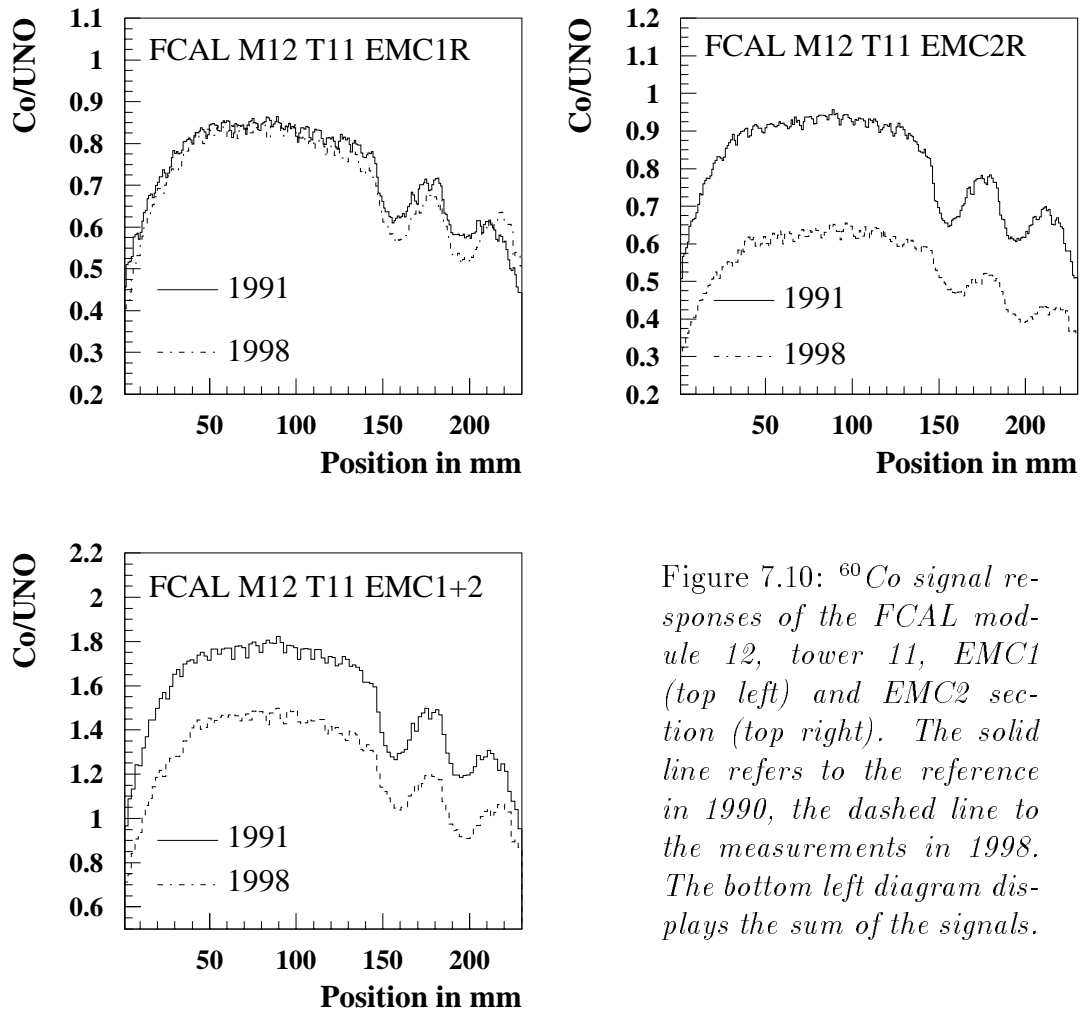 Co/UNO
1.1
1
0.9
0.8
0.7
0.6
0.5
0.4
0.3
0.2
FCAL M12 T11 EMC1R
1991
1998
50 100 150 200
Position in mm
Co/UNO
1.2
1.1
1
0.9
0.8
0.7
0.6
0.5
0.4
0.3
0.2
FCAL M12 T11 EMC2R
1991
1998
50 100 150 200
Position in mm
Co/UNO
2.2
2
1.8
1.6
1.4
1.2
1
0.8
0.6
FCAL M12 T11 EMC1+2
1991
1998
50 100 150 200
Position in mm
Figure 7.10: ⁶⁰Co signal re-
sponses of the FCAL mod-
ule 12, tower 11, EMC1
(top left) and EMC2 sec-
tion (top right). The solid
line refers to the reference
in 1990, the dashed line to
the measurements in 1998.
The bottom left diagram dis-
plays the sum of the signals.